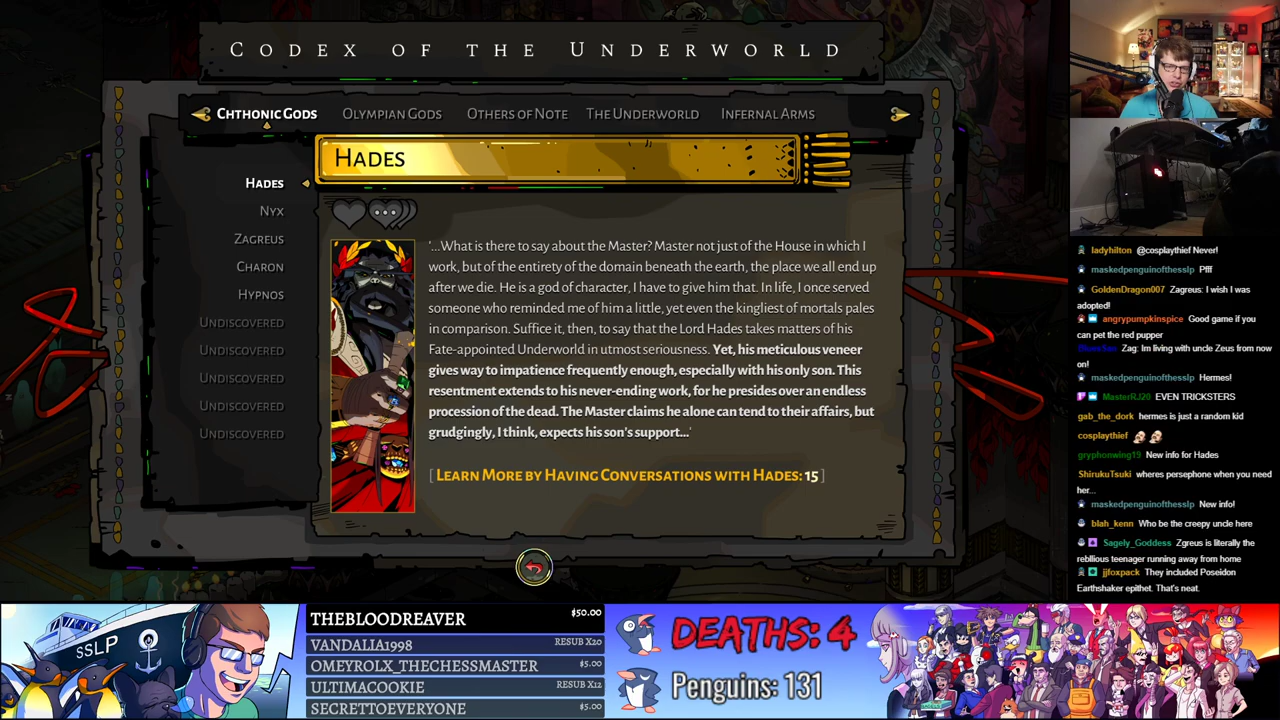 Codex of the Underworld
Chthonic Gods
Olympian Gods
Others of Note
The Underworld
Infernal Arms
Hades
Hades
Nyx
Zagreus
Charon
Hypnos
Undiscovered
Undiscovered
Undiscovered
Undiscovered
Undiscovered
'...What is there to say about the Master? Master not just of the House in which I
work, but of the entirety of the domain beneath the earth, the place we all end up
after we die. He is a god of character, I have to give him that. In life, I once served
someone who reminded me of him a little, yet even the kingliest of mortals pales
in comparison. Suffice it, then, to say that the Lord Hades takes matters of his
Fate-appointed Underworld in utmost seriousness. Yet, his meticulous veneer
gives way to impatience frequently enough, especially with his only son. This
resentment extends to his never-ending work, for he presides over an endless
procession of the dead. The Master claims he alone can tend to their affairs, but
grudgingly, I think, expects his son's support...'
[ Learn More by Having Conversations with Hades: 15 ]
ladyhilton @cosplaythief Never!
maskedpenguinofthesslp Pfff
GoldenDragon007 Zagreus: I wish I was
adopted!
angrypumpkinspice Good game if you
can pet the red pupper
Zag: Im living with uncle Zeus from now
on!
maskedpenguinofthesslp Hermes!
MasterRJ20 EVEN TRICKSTERS
gab_the_dork hermes is just a random kid
cosplaythief
gryphonwing19 New info for Hades
ShirukuTsuki wheres persephone when you need
her...
maskedpenguinofthesslp New info!
blah_kenn Who be the creepy uncle here
Sagely_Goddess Zgreus is literally the
rebllious teenager running away from home
jjfoxpack They included Poseidon
Earthshaker epithet. That's neat.
SSLP
THEBLOODREAVER $50.00
VANDALIA1998 RESUB X20
OMEYROLX_THECHESSMASTER $5.00
ULTIMACOOKIE RESUB X12
SECRETTOEVERYONE $5.00
DEATHS: 4
Penguins: 131